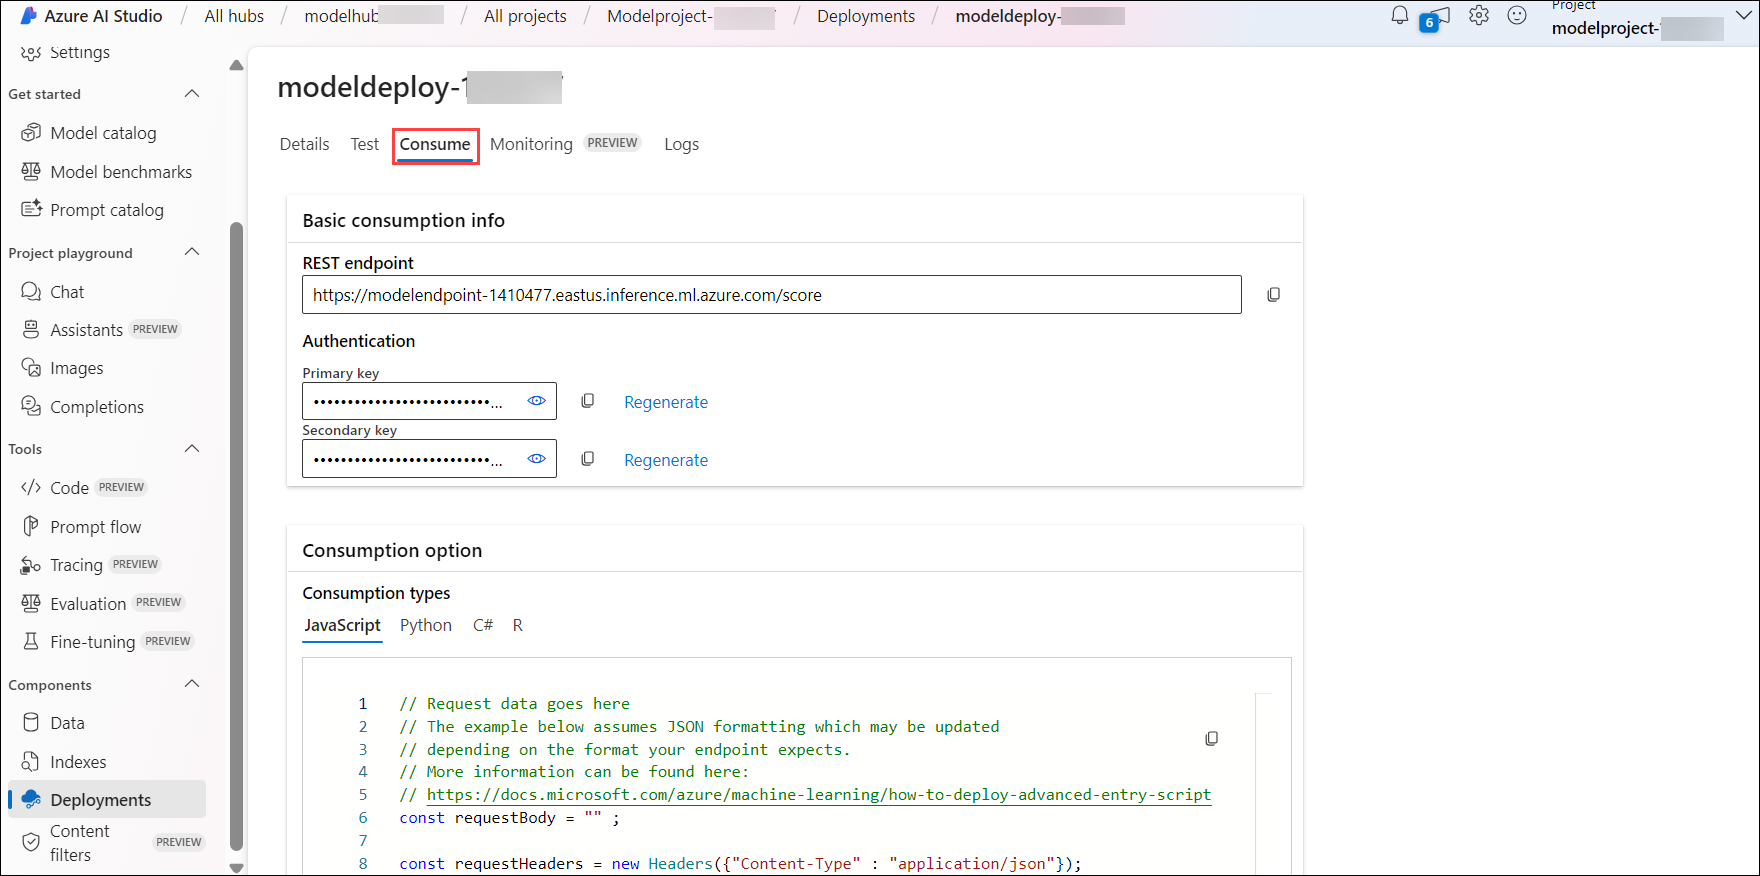 Azure AI Studio / All hubs / modelhub / All projects / Modelproject- / Deployments / modeldeploy-
6
Project
modelproject-
Settings
Get started
Model catalog
Model benchmarks
Prompt catalog
Project playground
Chat
Assistants PREVIEW
Images
Completions
Tools
Code PREVIEW
Prompt flow
Tracing PREVIEW
Evaluation PREVIEW
Fine-tuning PREVIEW
Components
Data
Indexes
Deployments
Content
filters PREVIEW
modeldeploy-1
Details Test Consume Monitoring PREVIEW Logs
Basic consumption info
REST endpoint
https://modelendpoint-1410477.eastus.inference.ml.azure.com/score
Authentication
Primary key
••••••••••••••••••••••••••... Regenerate
Secondary key
••••••••••••••••••••••••••... Regenerate
Consumption option
Consumption types
JavaScript Python C# R
1 // Request data goes here
2 // The example below assumes JSON formatting which may be updated
3 // depending on the format your endpoint expects.
4 // More information can be found here:
5 // https://docs.microsoft.com/azure/machine-learning/how-to-deploy-advanced-entry-script
6 const requestBody = "" ;
7
8 const requestHeaders = new Headers({"Content-Type" : "application/json"});